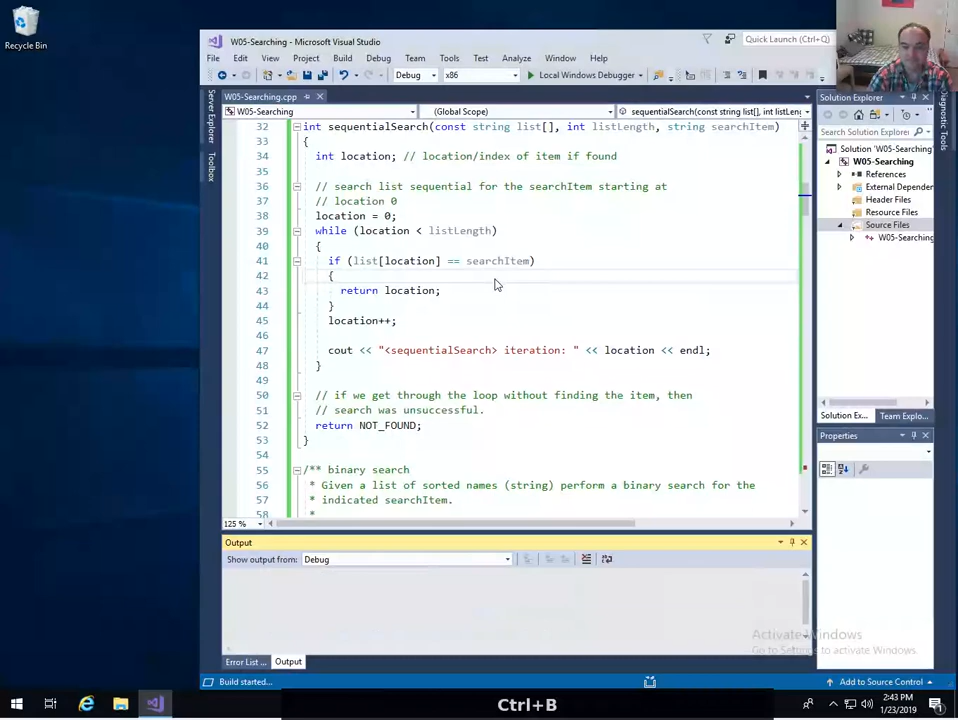 Recycle Bin
W05-Searching - Microsoft Visual Studio
Quick Launch (Ctrl+Q)
File Edit View Project Build Debug Team Tools Test Analyze Window Help
Debug x86 Local Windows Debugger
Server Explorer
Toolbox
W05-Searching.cpp
W05-Searching (Global Scope) sequentialSearch(const string list[], int listLeng
32 int sequentialSearch(const string list[], int listLength, string searchItem)
33 {
34 int location; // location/index of item if found
35
36 // search list sequential for the searchItem starting at
37 // location 0
38 location = 0;
39 while (location < listLength)
40 {
41 if (list[location] == searchItem)
42 {
43 return location;
44 }
45 location++;
46
47 cout << "<sequentialSearch> iteration: " << location << endl;
48 }
49
50 // if we get through the loop without finding the item, then
51 // search was unsuccessful.
52 return NOT_FOUND;
53 }
54
55 /** binary search
56 * Given a list of sorted names (string) perform a binary search for the
57 * indicated searchItem.
58 *
125 %
Solution Explorer
Search Solution Explorer
Solution 'W05-Searching'
W05-Searching
References
External Dependen
Header Files
Resource Files
Source Files
W05-Searching
Solution Ex... Team Explo...
Properties
Diagnostic Tools
Output
Show output from: Debug
Error List ... Output
Activate Windows
Go to Settings to activate Windows.
Build started...
Add to Source Control
Ctrl+B
2:43 PM
1/23/2019
1